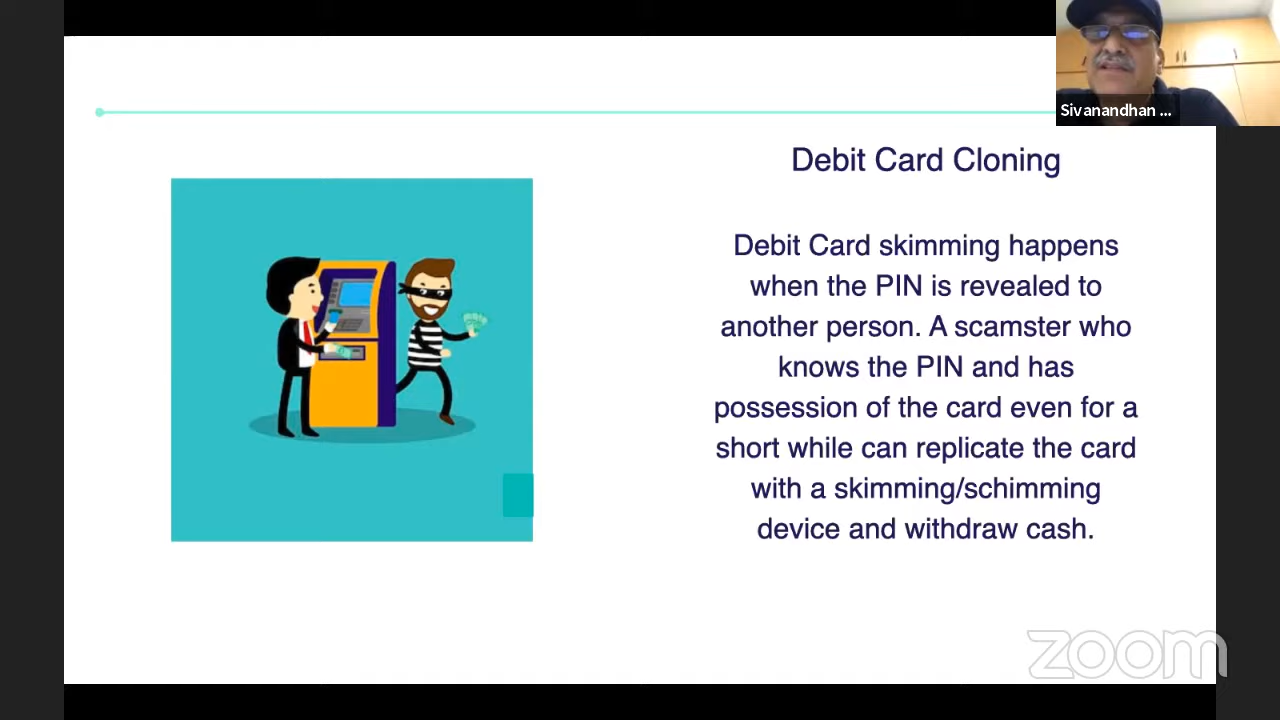 Sivanandhan ...
Debit Card Cloning
Debit Card skimming happens
when the PIN is revealed to
another person. A scamster who
knows the PIN and has
possession of the card even for a
short while can replicate the card
with a skimming/schimming
device and withdraw cash.
zoom